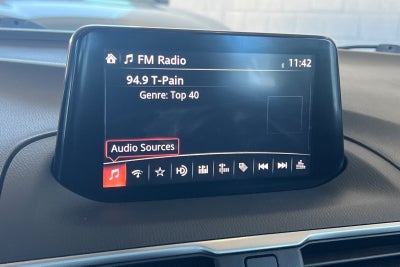 FM Radio
11:42
94.9 T-Pain
Genre: Top 40
Audio Sources